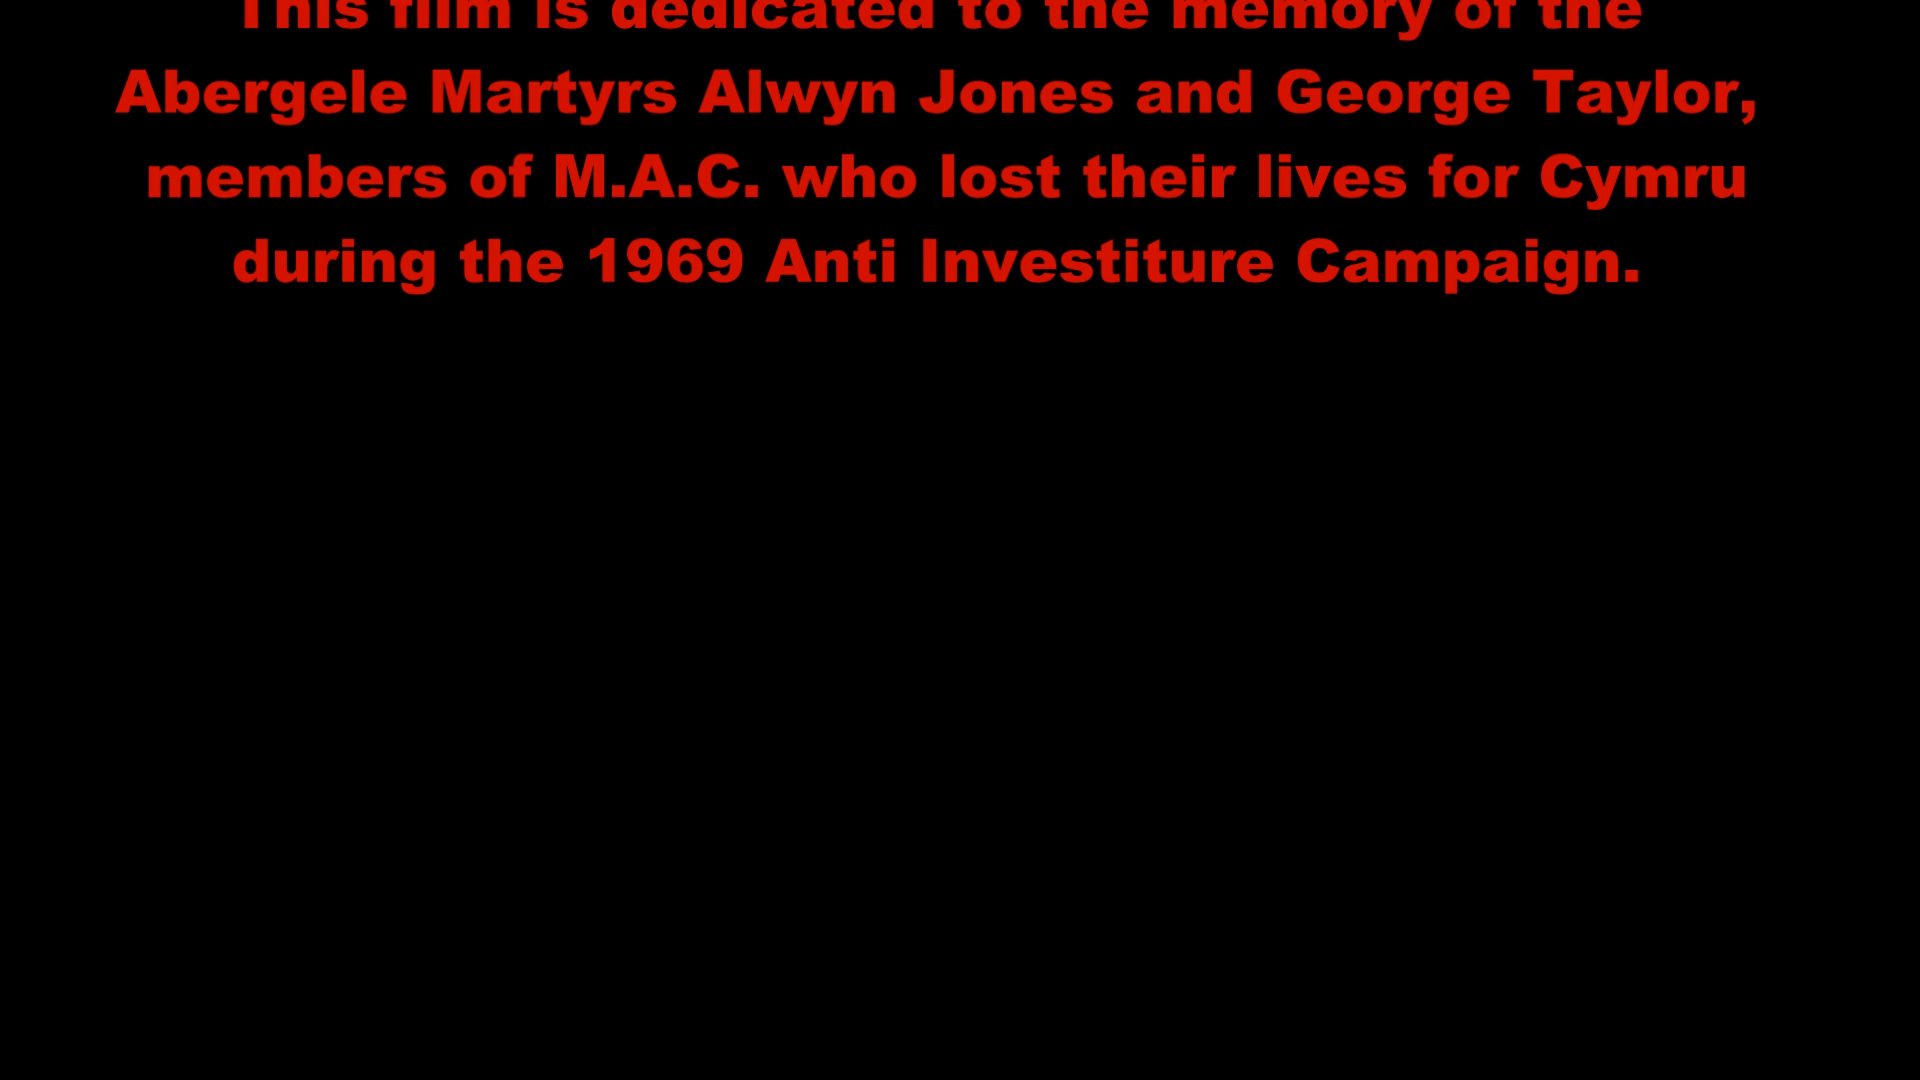 This film is dedicated to the memory of the
Abergele Martyrs Alwyn Jones and George Taylor,
members of M.A.C. who lost their lives for Cymru
during the 1969 Anti Investiture Campaign.